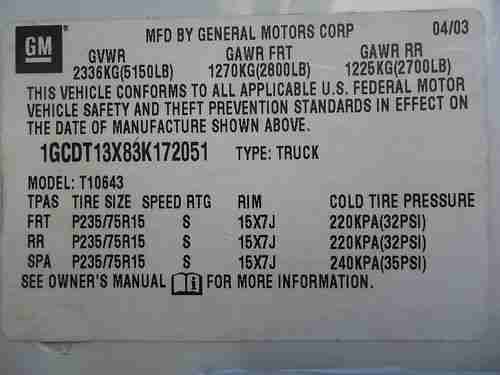 GM
MFD BY GENERAL MOTORS CORP 04/03
GVWR GAWR FRT GAWR RR
2336KG(5150LB) 1270KG(2800LB) 1225KG(2700LB)
THIS VEHICLE CONFORMS TO ALL APPLICABLE U.S. FEDERAL MOTOR
VEHICLE SAFETY AND THEFT PREVENTION STANDARDS IN EFFECT ON
THE DATE OF MANUFACTURE SHOWN ABOVE.
1GCDT13X83K172051 TYPE: TRUCK
MODEL: T10643
TPAS TIRE SIZE SPEED RTG RIM COLD TIRE PRESSURE
FRT P235/75R15 S 15X7J 220KPA(32PSI)
RR P235/75R15 S 15X7J 220KPA(32PSI)
SPA P235/75R15 S 15X7J 240KPA(35PSI)
SEE OWNER'S MANUAL FOR MORE INFORMATION.